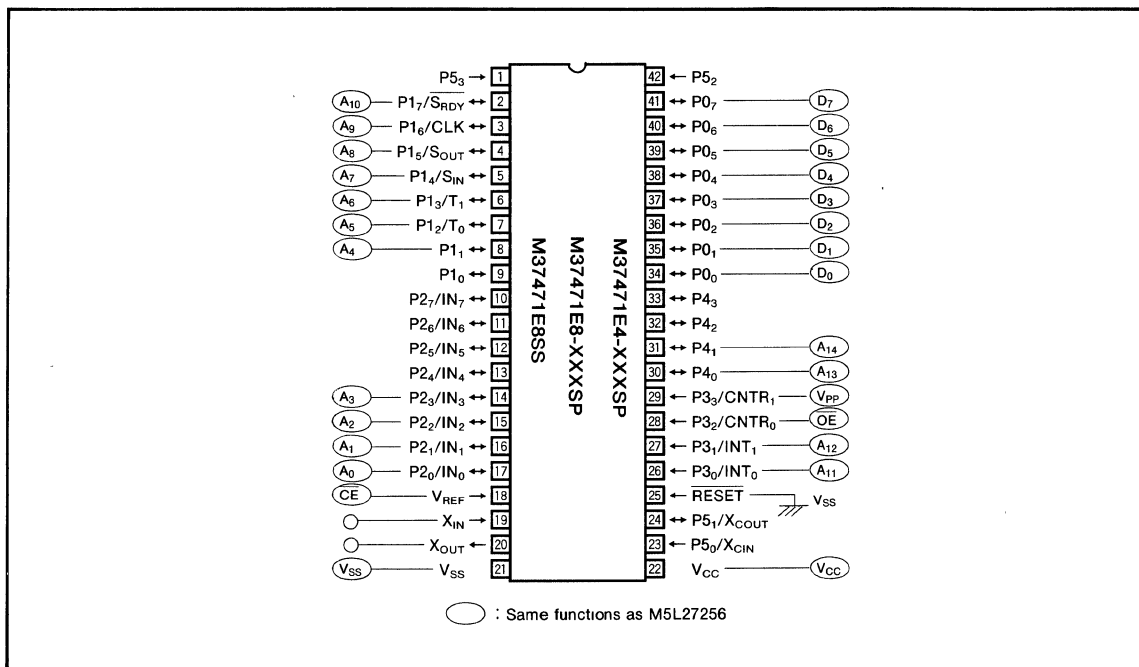 P5₃ 1 42 P5₂
A₁₀ P1₇/S̅R̅D̅Y̅ 2 41 P0₇ D₇
A₉ P1₆/CLK 3 40 P0₆ D₆
A₈ P1₅/SOUT 4 39 P0₅ D₅
A₇ P1₄/SIN 5 38 P0₄ D₄
A₆ P1₃/T₁ 6 37 P0₃ D₃
A₅ P1₂/T₀ 7 36 P0₂ D₂
A₄ P1₁ 8 35 P0₁ D₁
P1₀ 9 34 P0₀ D₀
P2₇/IN₇ 10 33 P4₃
P2₆/IN₆ 11 32 P4₂
P2₅/IN₅ 12 31 P4₁ A₁₄
P2₄/IN₄ 13 30 P4₀ A₁₃
A₃ P2₃/IN₃ 14 29 P3₃/CNTR₁ VPP
A₂ P2₂/IN₂ 15 28 P3₂/CNTR₀ O̅E̅
A₁ P2₁/IN₁ 16 27 P3₁/INT₁ A₁₂
A₀ P2₀/IN₀ 17 26 P3₀/INT₀ A₁₁
C̅E̅ VREF 18 25 R̅E̅S̅E̅T̅ VSS
XIN 19 24 P5₁/XCOUT
XOUT 20 23 P5₀/XCIN
VSS VSS 21 22 VCC VCC
M37471E8SS
M37471E8-XXXSP
M37471E4-XXXSP
: Same functions as M5L27256